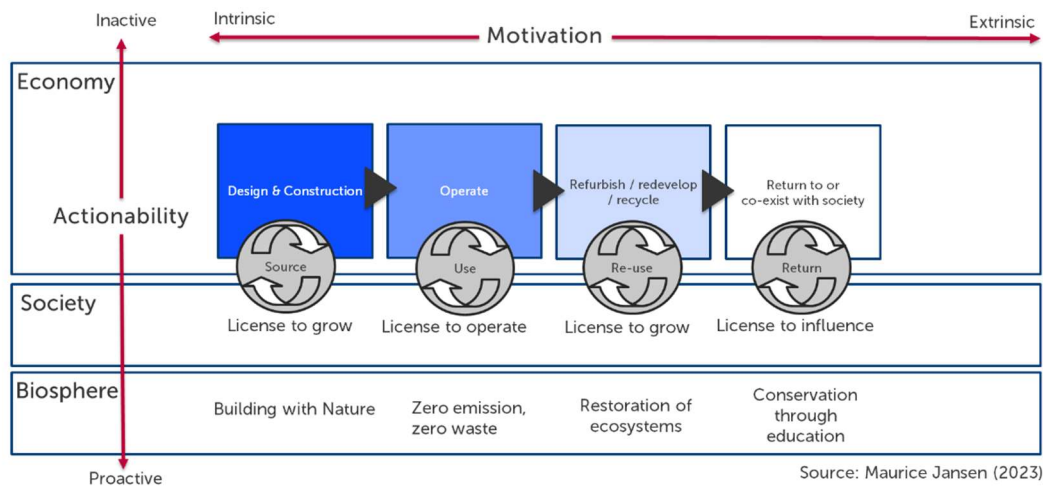 Inactive
Intrinsic
Extrinsic
Motivation
Economy
Design & Construction
Operate
Refurbish / redevelop
/ recycle
Return to or
co-exist with society
Actionability
Source
Use
Re-use
Return
Society
License to grow
License to operate
License to grow
License to influence
Biosphere
Building with Nature
Zero emission,
zero waste
Restoration of
ecosystems
Conservation
through
education
Proactive
Source: Maurice Jansen (2023)